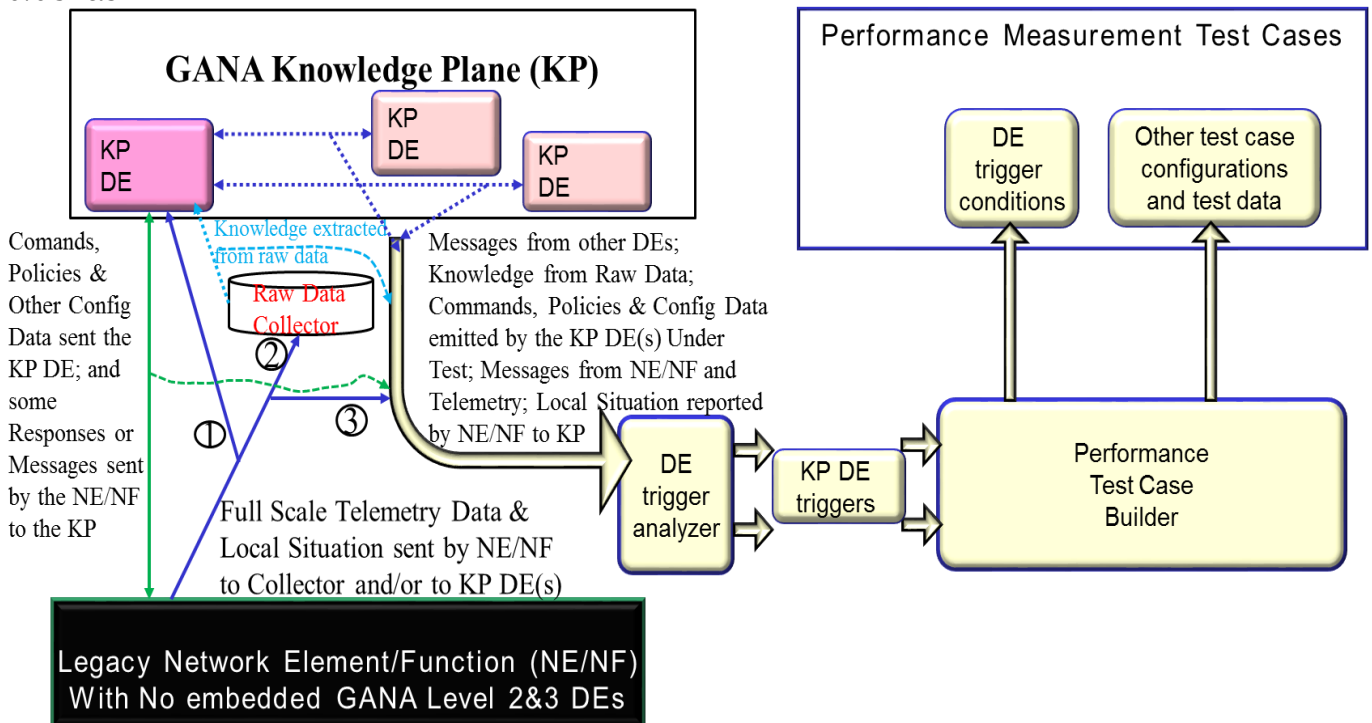 GANA Knowledge Plane (KP)
KP
DE
KP
DE
KP
DE
Knowledge extracted
from raw data
Raw Data
Collector
Comands,
Policies &
Other Config
Data sent the
KP DE; and
some
Responses or
Messages sent
by the NE/NF
to the KP
①
②
③
Messages from other DEs;
Knowledge from Raw Data;
Commands, Policies & Config Data
emitted by the KP DE(s) Under
Test; Messages from NE/NF and
Telemetry; Local Situation reported
by NE/NF to KP
Full Scale Telemetry Data &
Local Situation sent by NE/NF
to Collector and/or to KP DE(s)
Legacy Network Element/Function (NE/NF)
With No embedded GANA Level 2&3 DEs
DE
trigger
analyzer
KP DE
triggers
Performance
Test Case
Builder
Performance Measurement Test Cases
DE
trigger
conditions
Other test case
configurations
and test data